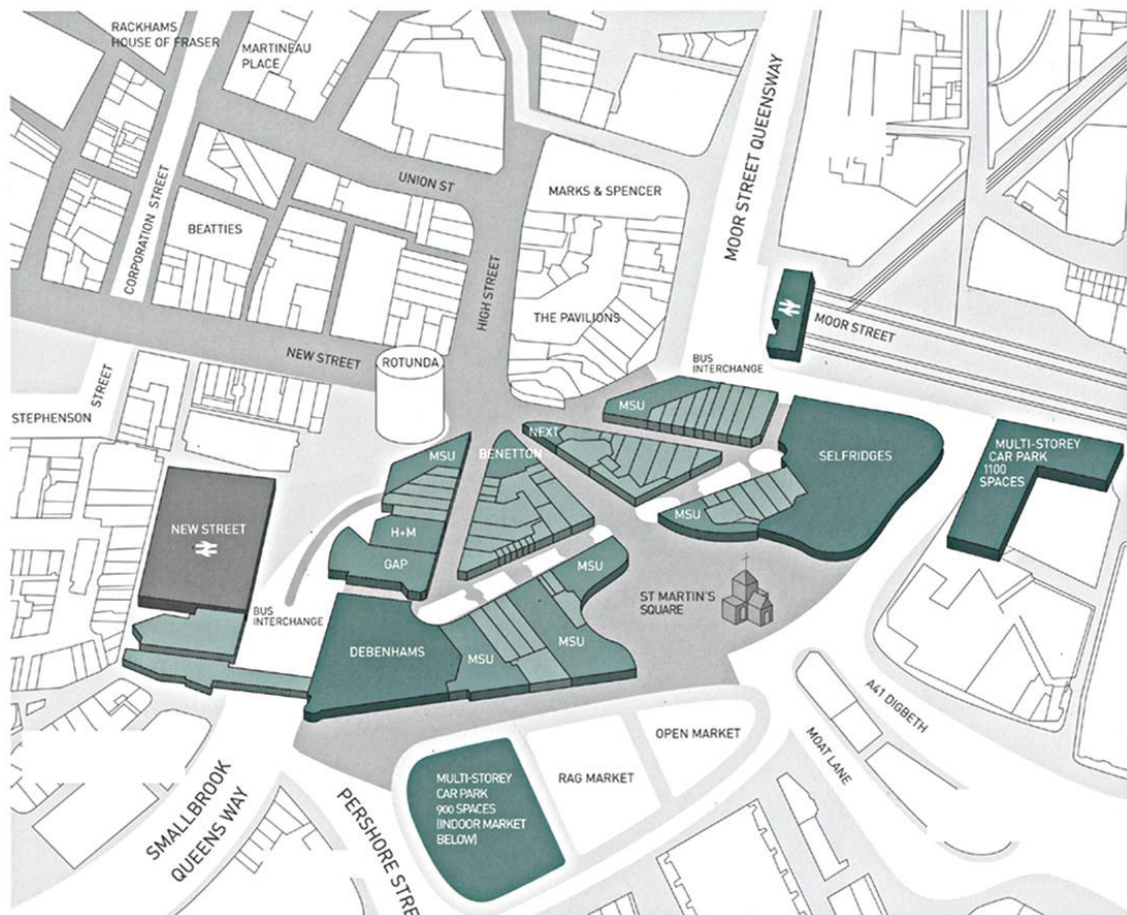 RACKHAMS
HOUSE OF FRASER
MARTINEAU
PLACE
MOOR STREET QUEENSWAY
UNION ST
MARKS & SPENCER
CORPORATION STREET
BEATTIES
HIGH STREET
THE PAVILIONS
MOOR STREET
NEW STREET
ROTUNDA
BUS
INTERCHANGE
STREET
STEPHENSON
MSU
NEXT
MSU
BENETTON
SELFRIDGES
MULTI-STOREY
CAR PARK
1100
SPACES
NEW STREET
H+M
GAP
MSU
MSU
ST MARTIN'S
SQUARE
BUS
INTERCHANGE
DEBENHAMS
MSU
MSU
A41 DIGBETH
MOAT LANE
OPEN MARKET
RAG MARKET
MULTI-STOREY
CAR PARK
900 SPACES
(INDOOR MARKET
BELOW)
SMALLBROOK
QUEENS WAY
PERSHORE STRE